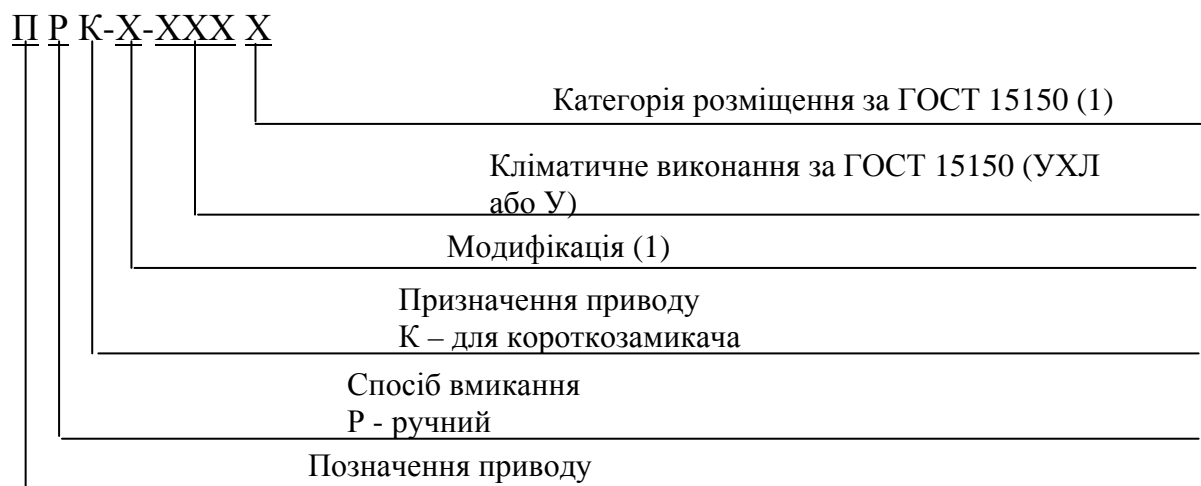 П Р К-Х-ХХХ Х
Категорія розміщення за ГОСТ 15150 (1)
Кліматичне виконання за ГОСТ 15150 (УХЛ
або У)
Модифікація (1)
Призначення приводу
К – для короткозамикача
Спосіб вмикання
Р - ручний
Позначення приводу